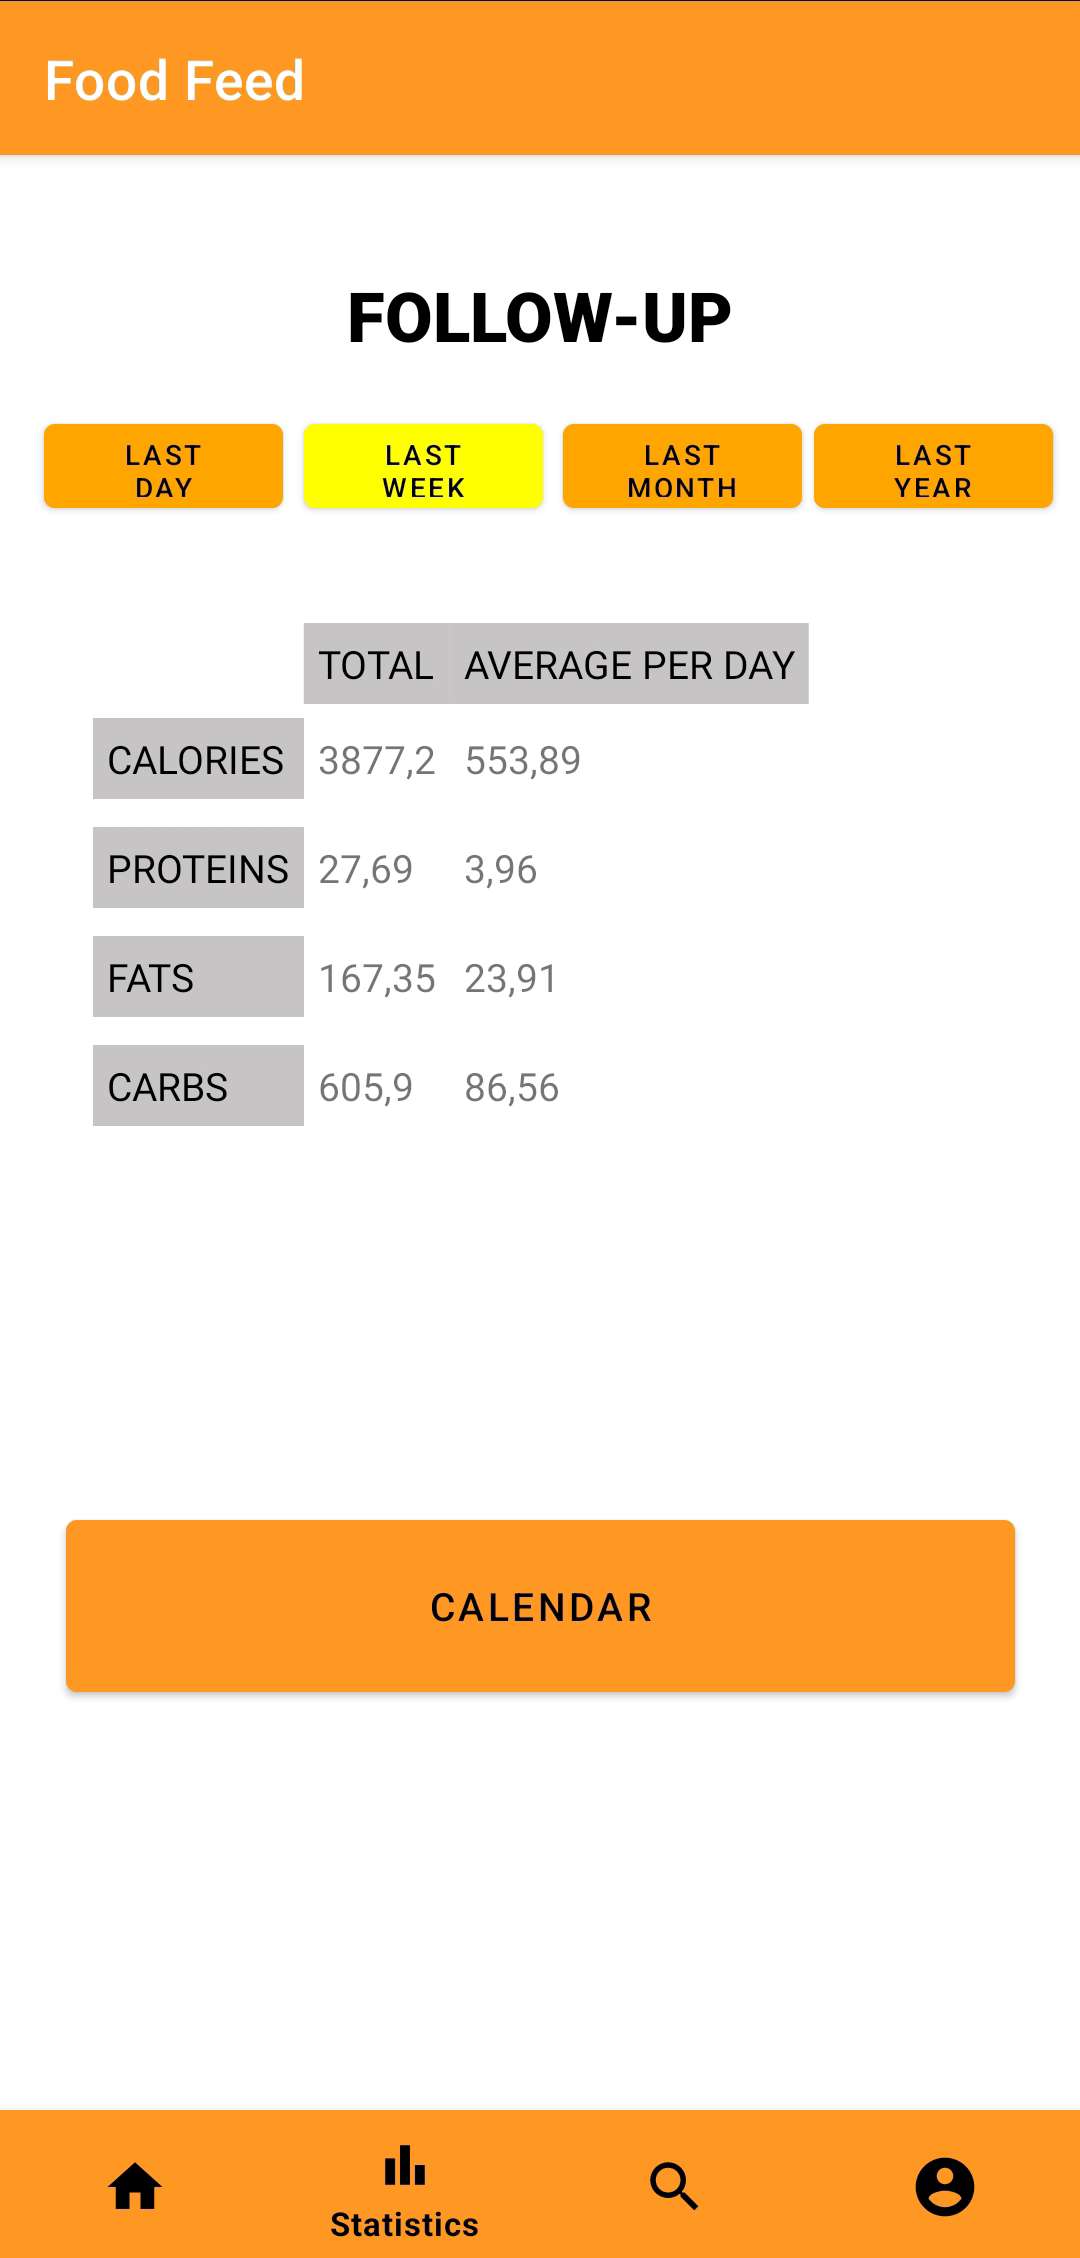 Food Feed
FOLLOW-UP
LAST
DAY
LAST
WEEK
LAST
MONTH
LAST
YEAR
TOTAL AVERAGE PER DAY
CALORIES 3877,2 553,89
PROTEINS 27,69 3,96
FATS 167,35 23,91
CARBS 605,9 86,56
CALENDAR
Statistics